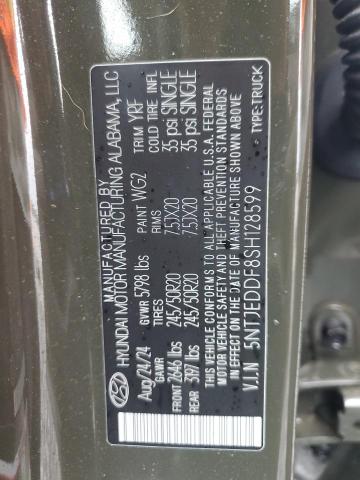 HYUNDAI MOTOR MANUFACTURING ALABAMA, LLC
Aug/24/24 GVWR 5798 lbs PAINT WG2 TRIM YRF
GAWR TIRES RIMS COLD TIRE INFL
FRONT 2646 lbs 245/50R20 7.5JX20 35 psi SINGLE
REAR 3197 lbs 245/50R20 7.5JX20 35 psi SINGLE
THIS VEHICLE CONFORMS TO ALL APPLICABLE U.S.A. FEDERAL
MOTOR VEHICLE SAFETY AND THEFT PREVENTION STANDARDS
IN EFFECT ON THE DATE OF MANUFACTURE SHOWN ABOVE.
V.I.N 5NTJEDDF8SH128599 TYPE:TRUCK